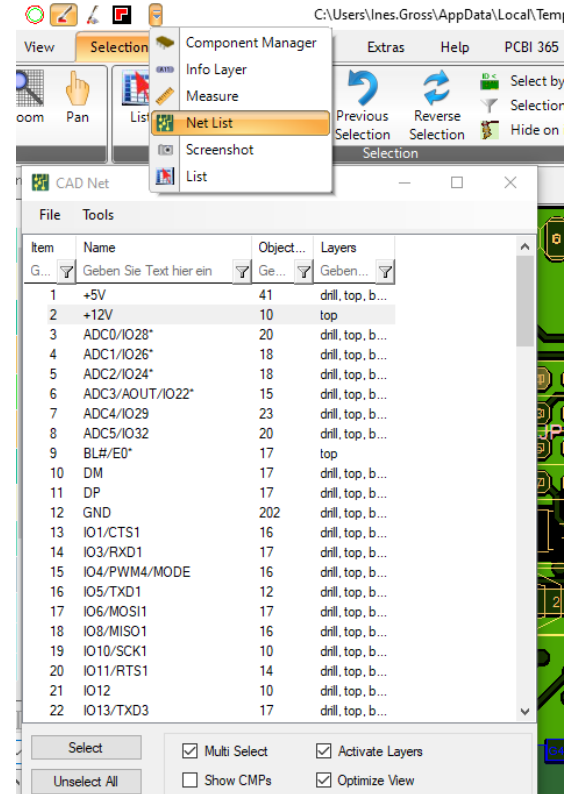 C:\Users\Ines.Gross\AppData\Local\Temp
View Selection Extras Help PCBI 365
Component Manager
Info Layer
Measure
Net List
Screenshot
List
oom Pan List Previous Selection Reverse Selection
Select by
Selection
Hide on
Selection
CAD Net
File Tools
Item Name Object... Layers
G... Geben Sie Text hier ein Ge... Geben...
1 +5V 41 drill, top, b...
2 +12V 10 top
3 ADC0/IO28* 20 drill, top, b...
4 ADC1/IO26* 18 drill, top, b...
5 ADC2/IO24* 18 drill, top, b...
6 ADC3/AOUT/IO22* 15 drill, top, b...
7 ADC4/IO29 23 drill, top, b...
8 ADC5/IO32 20 drill, top, b...
9 BL#/E0* 17 top
10 DM 17 drill, top, b...
11 DP 17 drill, top, b...
12 GND 202 drill, top, b...
13 IO1/CTS1 16 drill, top, b...
14 IO3/RXD1 17 drill, top, b...
15 IO4/PWM4/MODE 16 drill, top, b...
16 IO5/TXD1 12 drill, top, b...
17 IO6/MOSI1 17 drill, top, b...
18 IO8/MISO1 16 drill, top, b...
19 IO10/SCK1 10 drill, top, b...
20 IO11/RTS1 14 drill, top, b...
21 IO12 10 drill, top, b...
22 IO13/TXD3 17 drill, top, b...
Select Multi Select Activate Layers
Unselect All Show CMPs Optimize View
JP
2